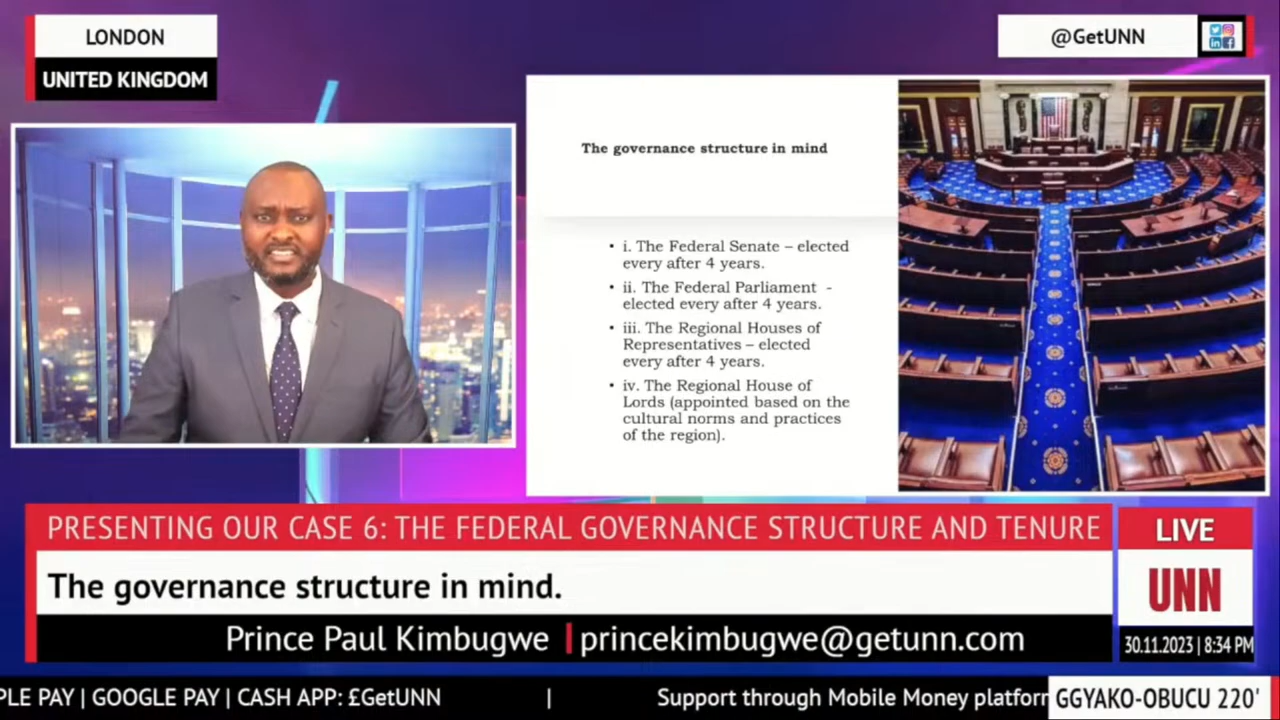 LONDON
UNITED KINGDOM
@GetUNN
The governance structure in mind
• i. The Federal Senate – elected
every after 4 years.
• ii. The Federal Parliament -
elected every after 4 years.
• iii. The Regional Houses of
Representatives – elected
every after 4 years.
• iv. The Regional House of
Lords (appointed based on the
cultural norms and practices
of the region).
PRESENTING OUR CASE 6: THE FEDERAL GOVERNANCE STRUCTURE AND TENURE
The governance structure in mind.
Prince Paul Kimbugwe | princekimbugwe@getunn.com
LIVE
UNN
30.11.2023 | 8:34 PM
PLE PAY | GOOGLE PAY | CASH APP: £GetUNN | Support through Mobile Money platform
GGYAKO-OBUCU 220'